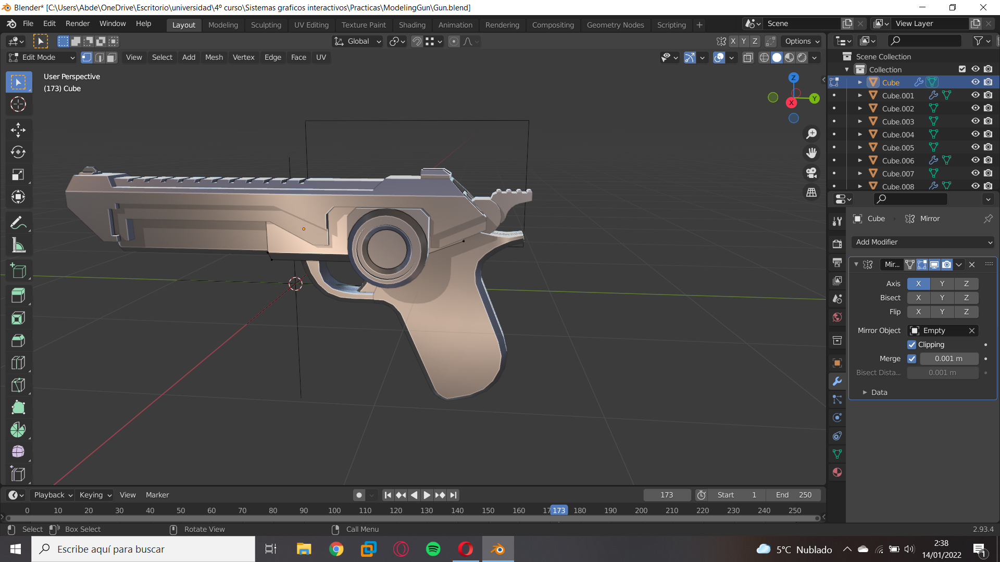 Blender* [C:\Users\Abde\OneDrive\Escritorio\universidad\4º curso\Sistemas graficos interactivos\Practicas\ModelingGun\Gun.blend]
File Edit Render Window Help Layout Modeling Sculpting UV Editing Texture Paint Shading Animation Rendering Compositing Geometry Nodes Scripting + Scene View Layer
Global X Y Z Options
Edit Mode View Select Add Mesh Vertex Edge Face UV
User Perspective
(173) Cube
Z
Y
X
Scene Collection
Collection
Cube
Cube.001
Cube.002
Cube.003
Cube.004
Cube.005
Cube.006
Cube.007
Cube.008
Cube Mirror
Add Modifier
Mir...
Axis X Y Z
Bisect X Y Z
Flip X Y Z
Mirror Object Empty
Clipping
Merge 0.001 m
Bisect Dista... 0.001 m
Data
Playback Keying View Marker 173 Start 1 End 250
0 10 20 30 40 50 60 70 80 90 100 110 120 130 140 150 160 17 173 180 190 200 210 220 230 240 250
Select Box Select Rotate View Call Menu 2.93.4
Escribe aquí para buscar
5°C Nublado
2:38
14/01/2022
1